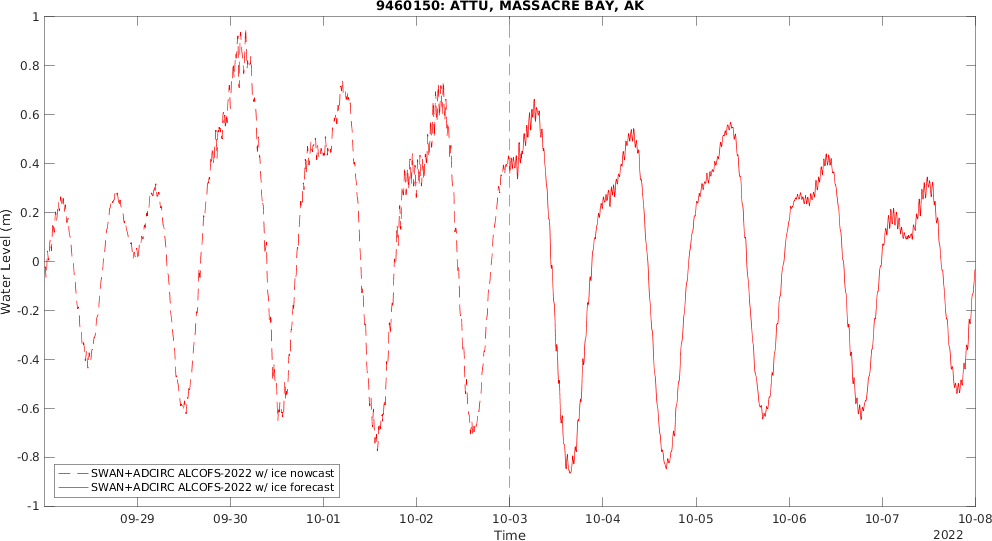 9460150: ATTU, MASSACRE BAY, AK
1
0.8
0.6
0.4
0.2
0
-0.2
-0.4
-0.6
-0.8
-1
Water Level (m)
SWAN+ADCIRC ALCOFS-2022 w/ ice nowcast
SWAN+ADCIRC ALCOFS-2022 w/ ice forecast
09-29 09-30 10-01 10-02 10-03 10-04 10-05 10-06 10-07 10-08
Time
2022